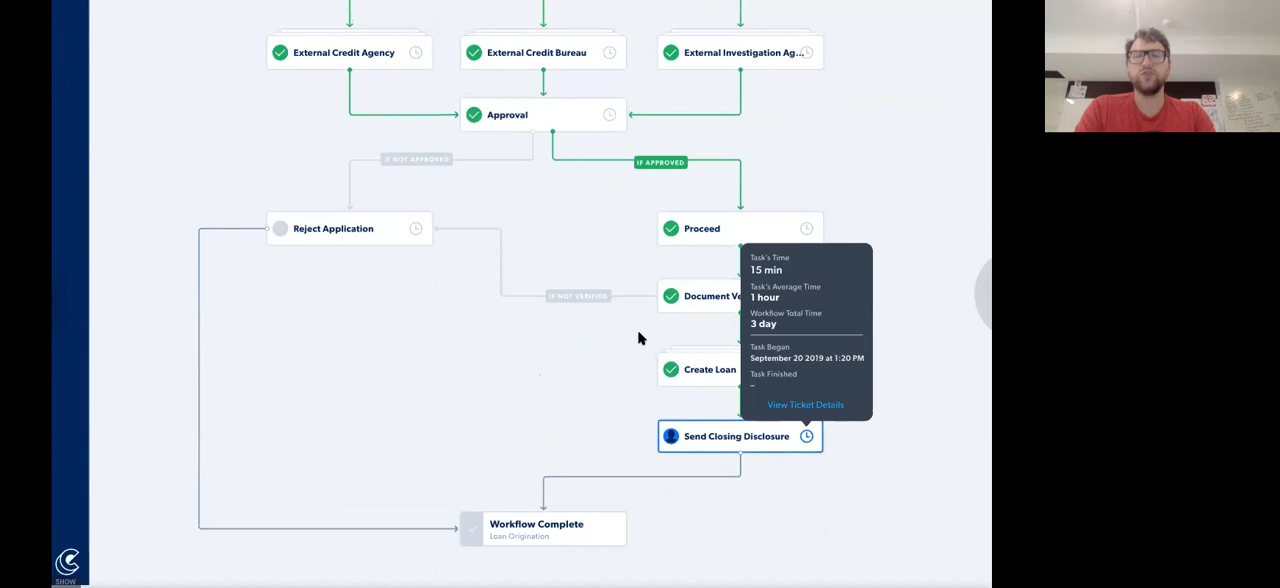 External Credit Agency
External Credit Bureau
External Investigation Ag...
Approval
IF NOT APPROVED
IF APPROVED
Reject Application
Proceed
Task's Time
15 min
Task's Average Time
1 hour
IF NOT VERIFIED
Document Ve
Workflow Total Time
3 day
Task Began
September 20 2019 at 1:20 PM
Create Loan
Task Finished
–
View Ticket Details
Send Closing Disclosure
Workflow Complete
Loan Origination
SHOW